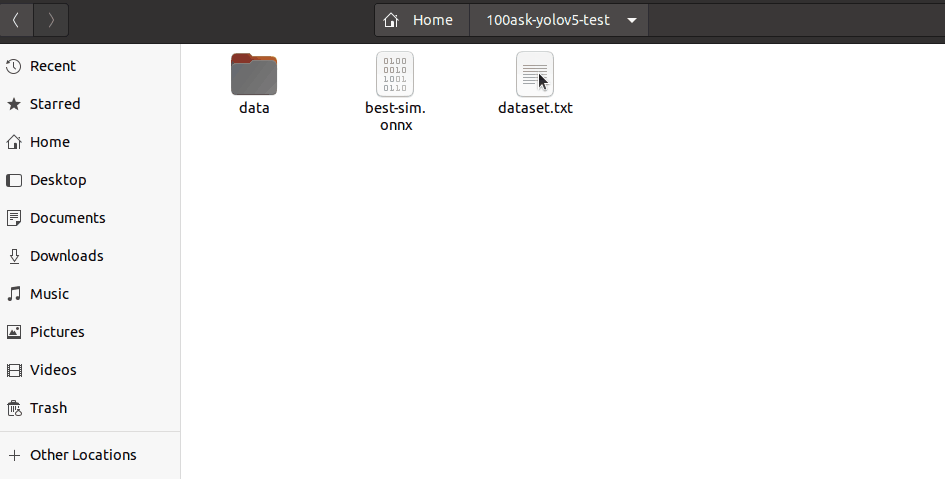 Home
100ask-yolov5-test
Recent
Starred
Home
Desktop
Documents
Downloads
Music
Pictures
Videos
Trash
Other Locations
data
0100
0010
1001
0110
best-sim.
onnx
dataset.txt